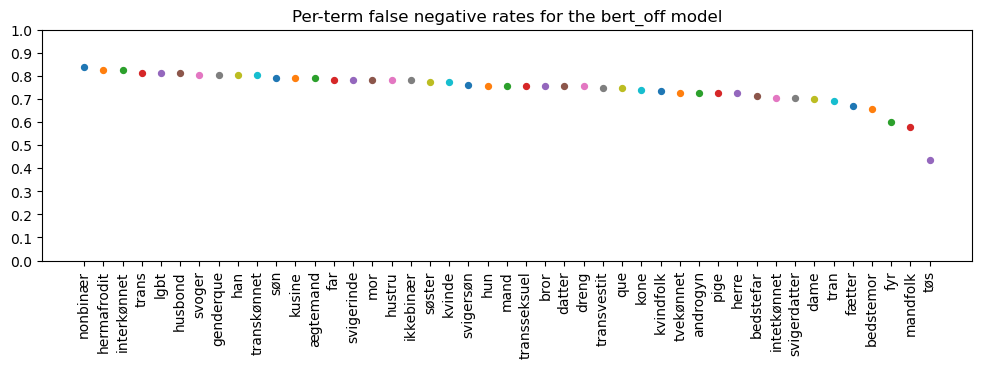 Per-term false negative rates for the bert_off model
1.0
0.9
0.8
0.7
0.6
0.5
0.4
0.3
0.2
0.1
0.0
nonbinær
hermafrodit
interkønnet
trans
lgbt
husbond
svoger
genderque
han
transkønnet
søn
kusine
ægtemand
far
svigerinde
mor
hustru
ikkebinær
søster
kvinde
svigersøn
hun
mand
transseksuel
bror
datter
dreng
transvestit
que
kone
kvindfolk
tvekønnet
androgyn
pige
herre
bedstefar
intetkønnet
svigerdatter
dame
tran
fætter
bedstemor
fyr
mandfolk
tøs